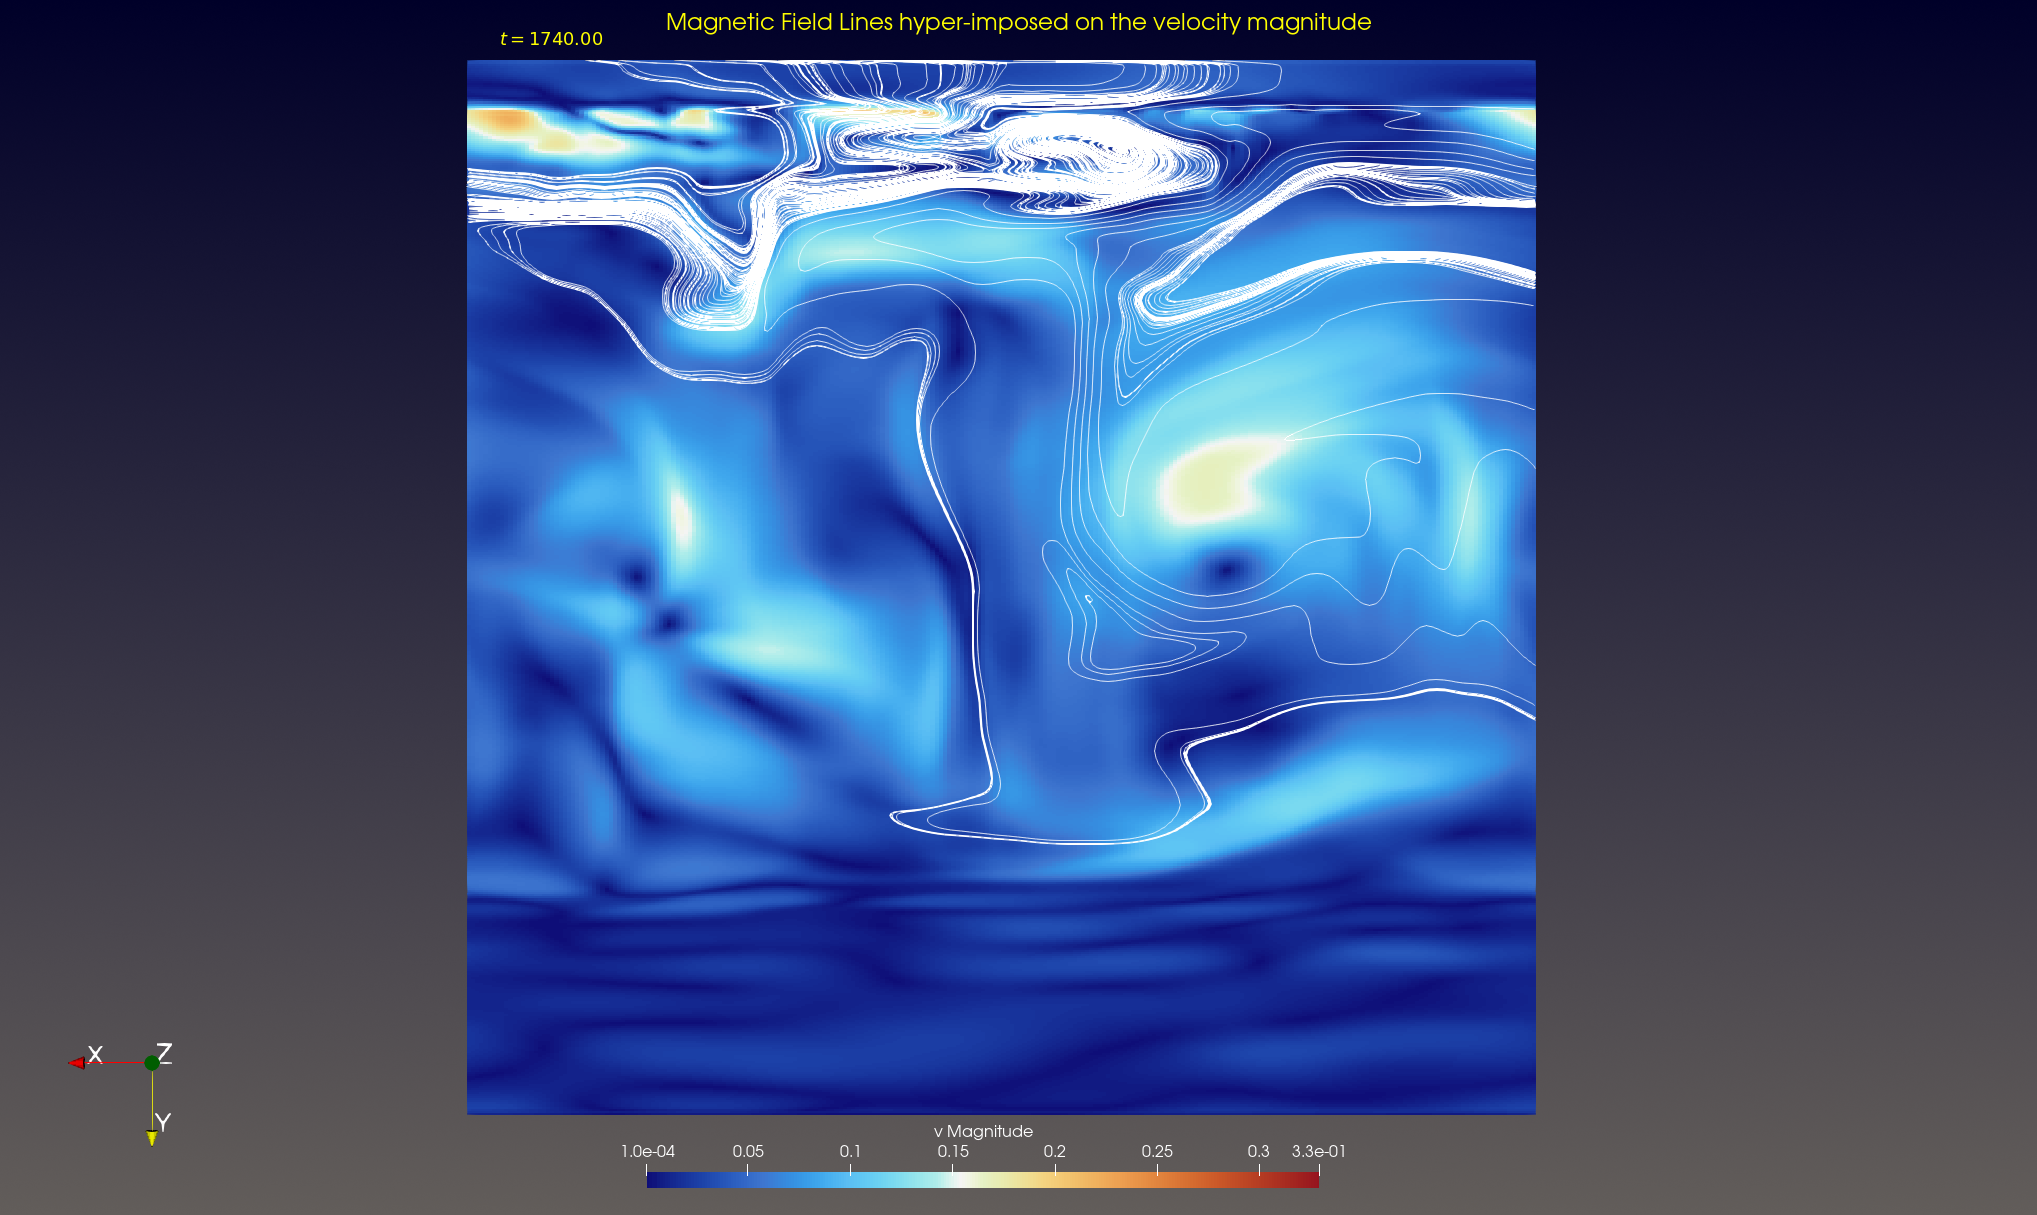 Magnetic Field Lines hyper-imposed on the velocity magnitude
t = 1740.00
X
Z
Y
v Magnitude
1.0e-04 0.05 0.1 0.15 0.2 0.25 0.3 3.3e-01